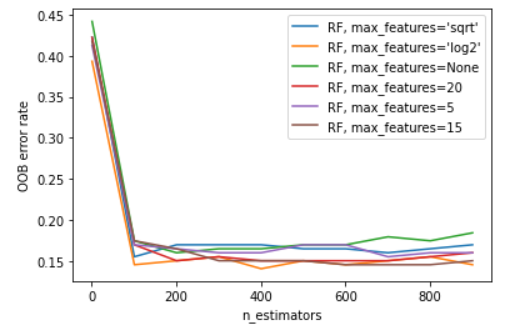 0.45
0.40
0.35
0.30
0.25
0.20
0.15
OOB error rate
RF, max_features='sqrt'
RF, max_features='log2'
RF, max_features=None
RF, max_features=20
RF, max_features=5
RF, max_features=15
0 200 400 600 800
n_estimators